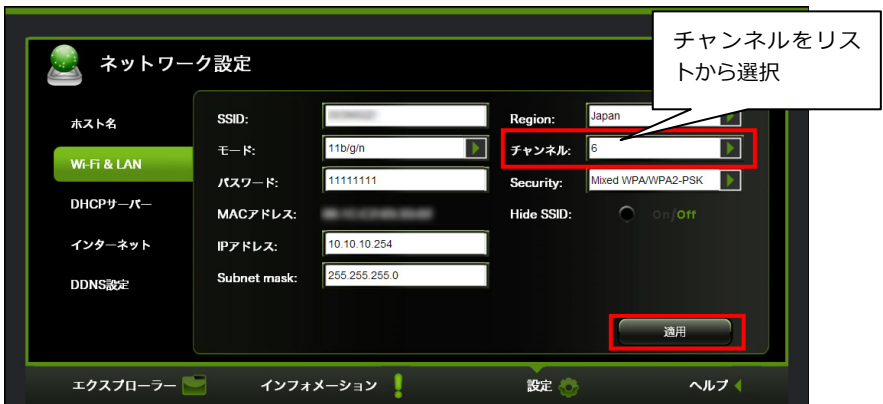 チャンネルをリス
トから選択
ネットワーク設定
ホスト名
Wi-Fi & LAN
DHCPサーバー
インターネット
DDNS設定
SSID:
モード: 11b/g/n
パスワード: 11111111
MACアドレス:
IPアドレス: 10.10.10.254
Subnet mask: 255.255.255.0
Region: Japan
チャンネル: 6
Security: Mixed WPA/WPA2-PSK
Hide SSID: On/Off
適用
エクスプローラー インフォメーション 設定 ヘルプ